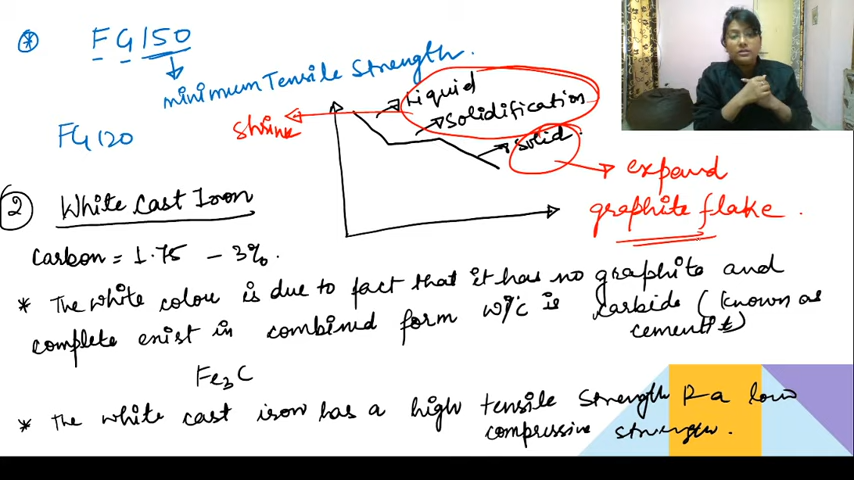 * FG150
minimum Tensile Strength.
FG120
Liquid
Solidification
Shrink
Solid.
expand
graphite flake.
2 White Cast Iron
Carbon = 1.75 - 3%.
* The white colour is due to fact that it has no graphite and
complete exist in combined form w/c is carbide (known as
cementite)
Fe3C
* The white cast iron has a high tensile strength & a low
compressive strength.